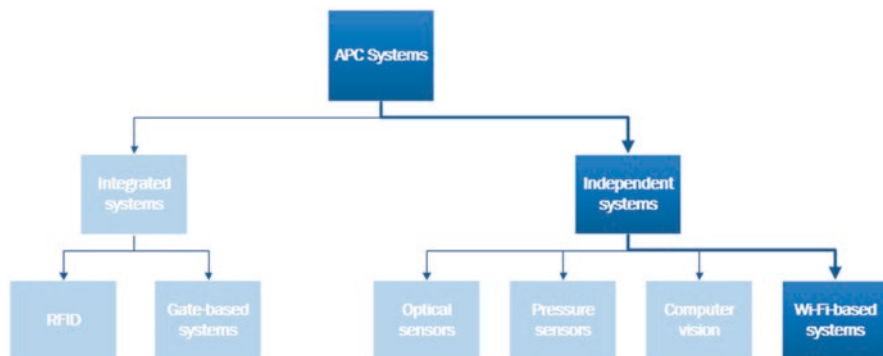 APC Systems
Integrated
systems
Independent
systems
RFID
Gate-based
systems
Optical
sensors
Pressure
sensors
Computer
vision
Wi-Fi-based
systems